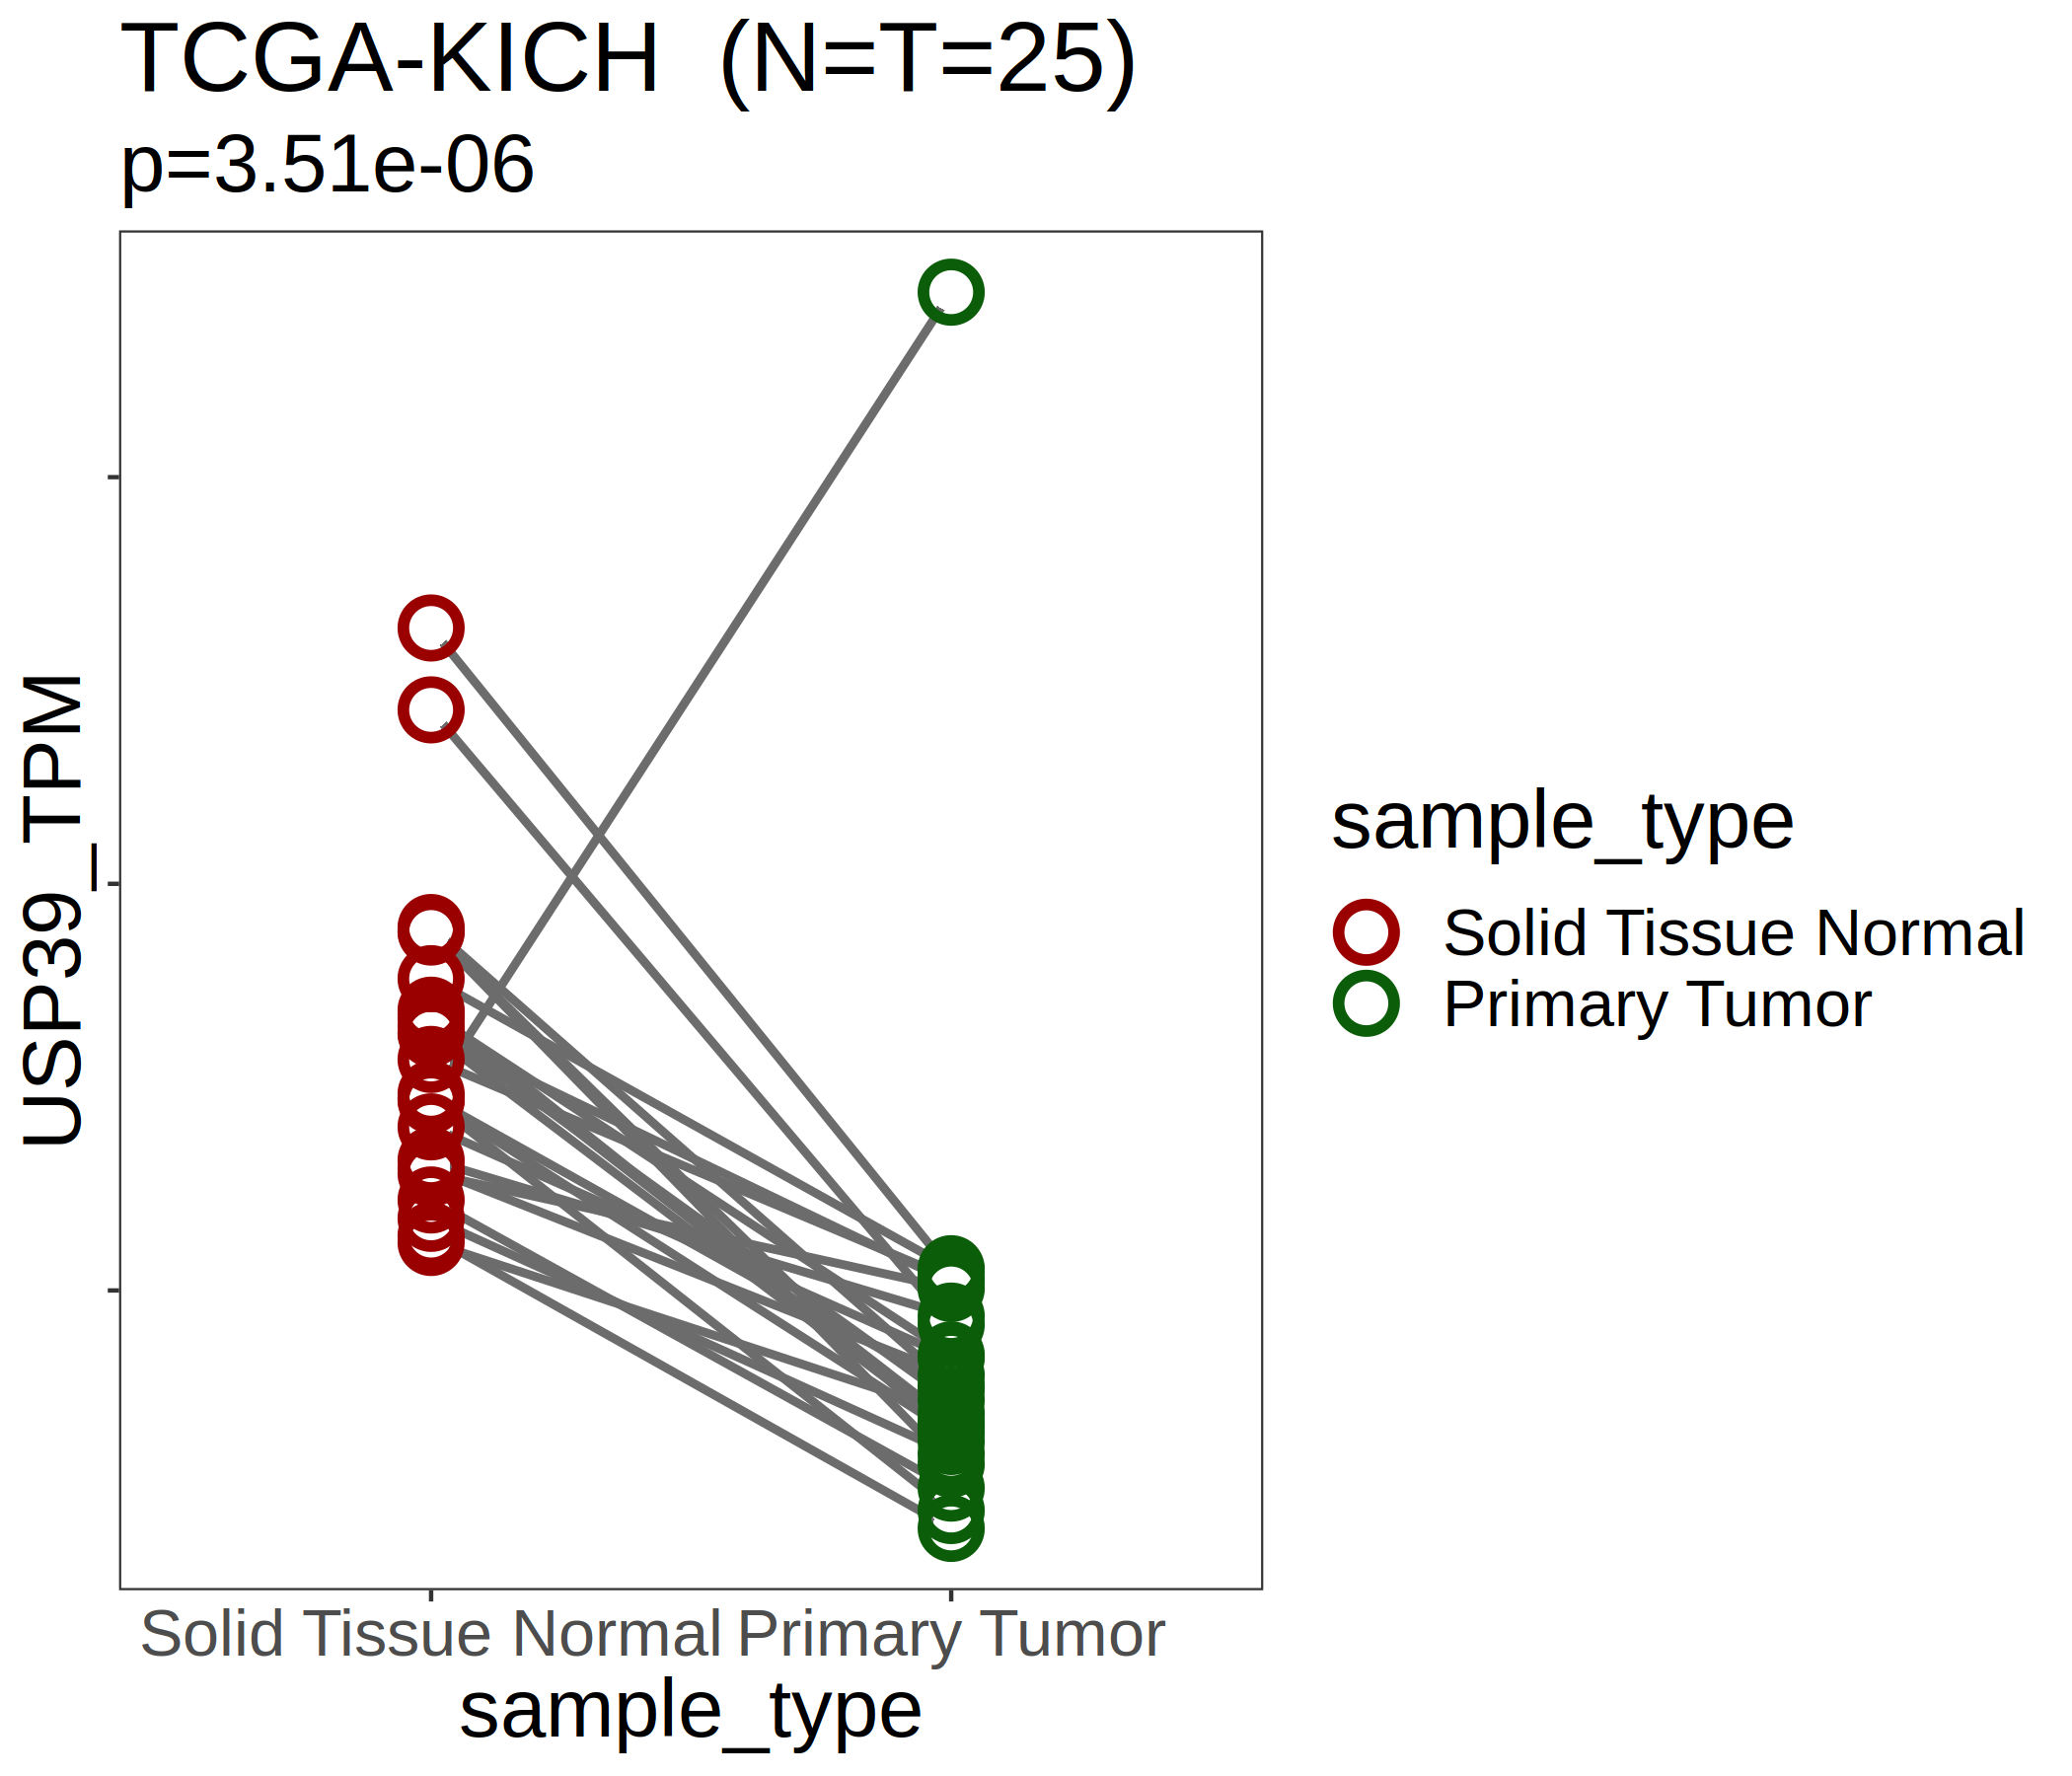 TCGA-KICH  (N=T=25)
p=3.51e-06
USP39_TPM
sample_type
Solid Tissue Normal
Primary Tumor
Solid Tissue Normal Primary Tumor
sample_type